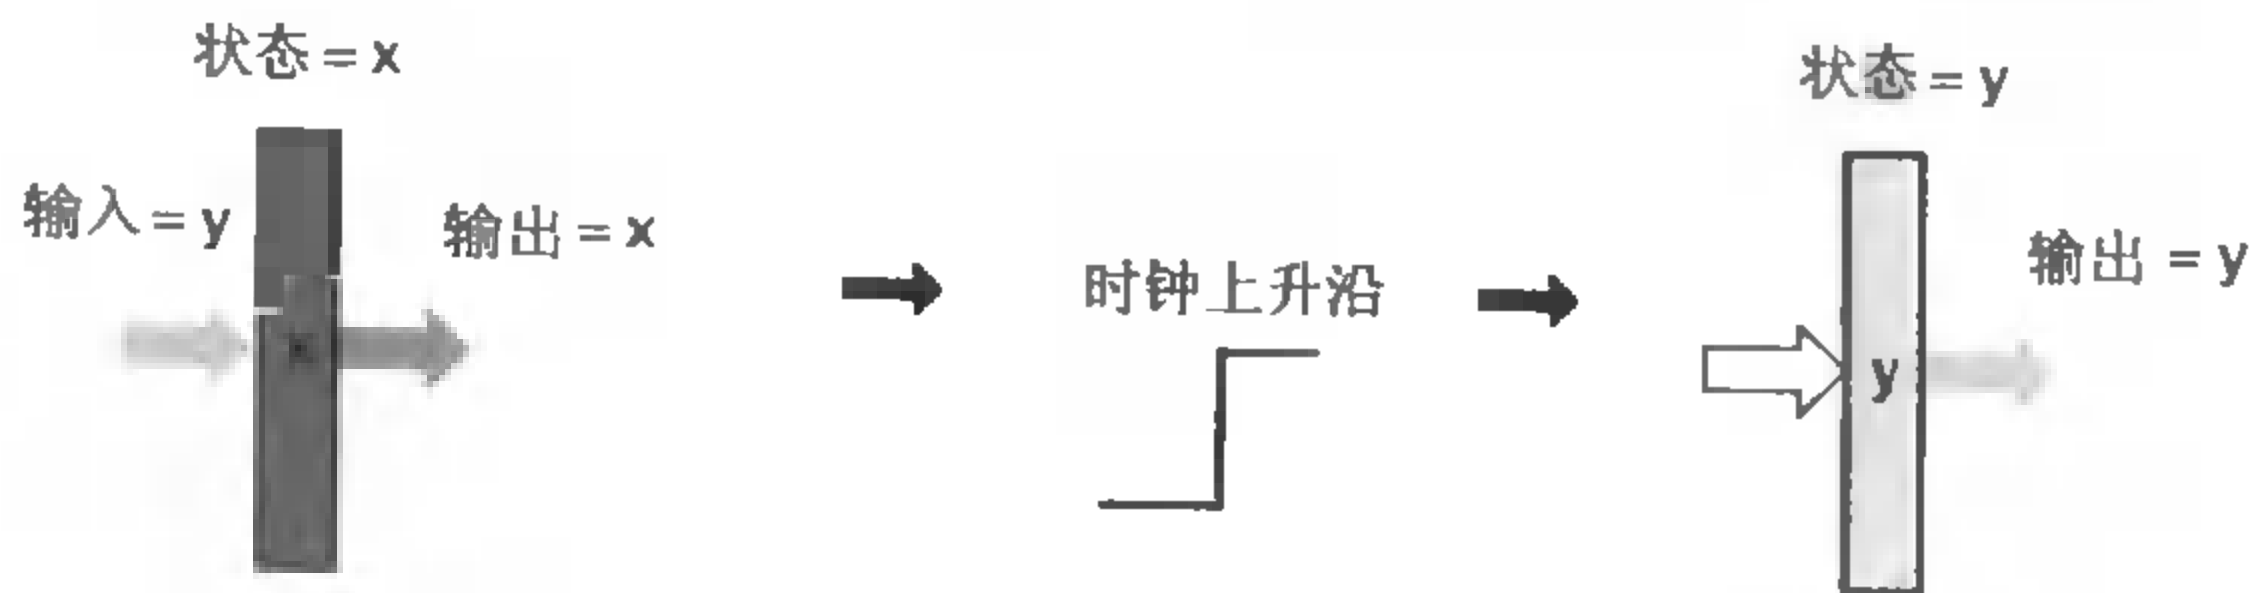 状态 = x
输入 = y
x
输出 = x
时钟上升沿
状态 = y
y
输出 = y